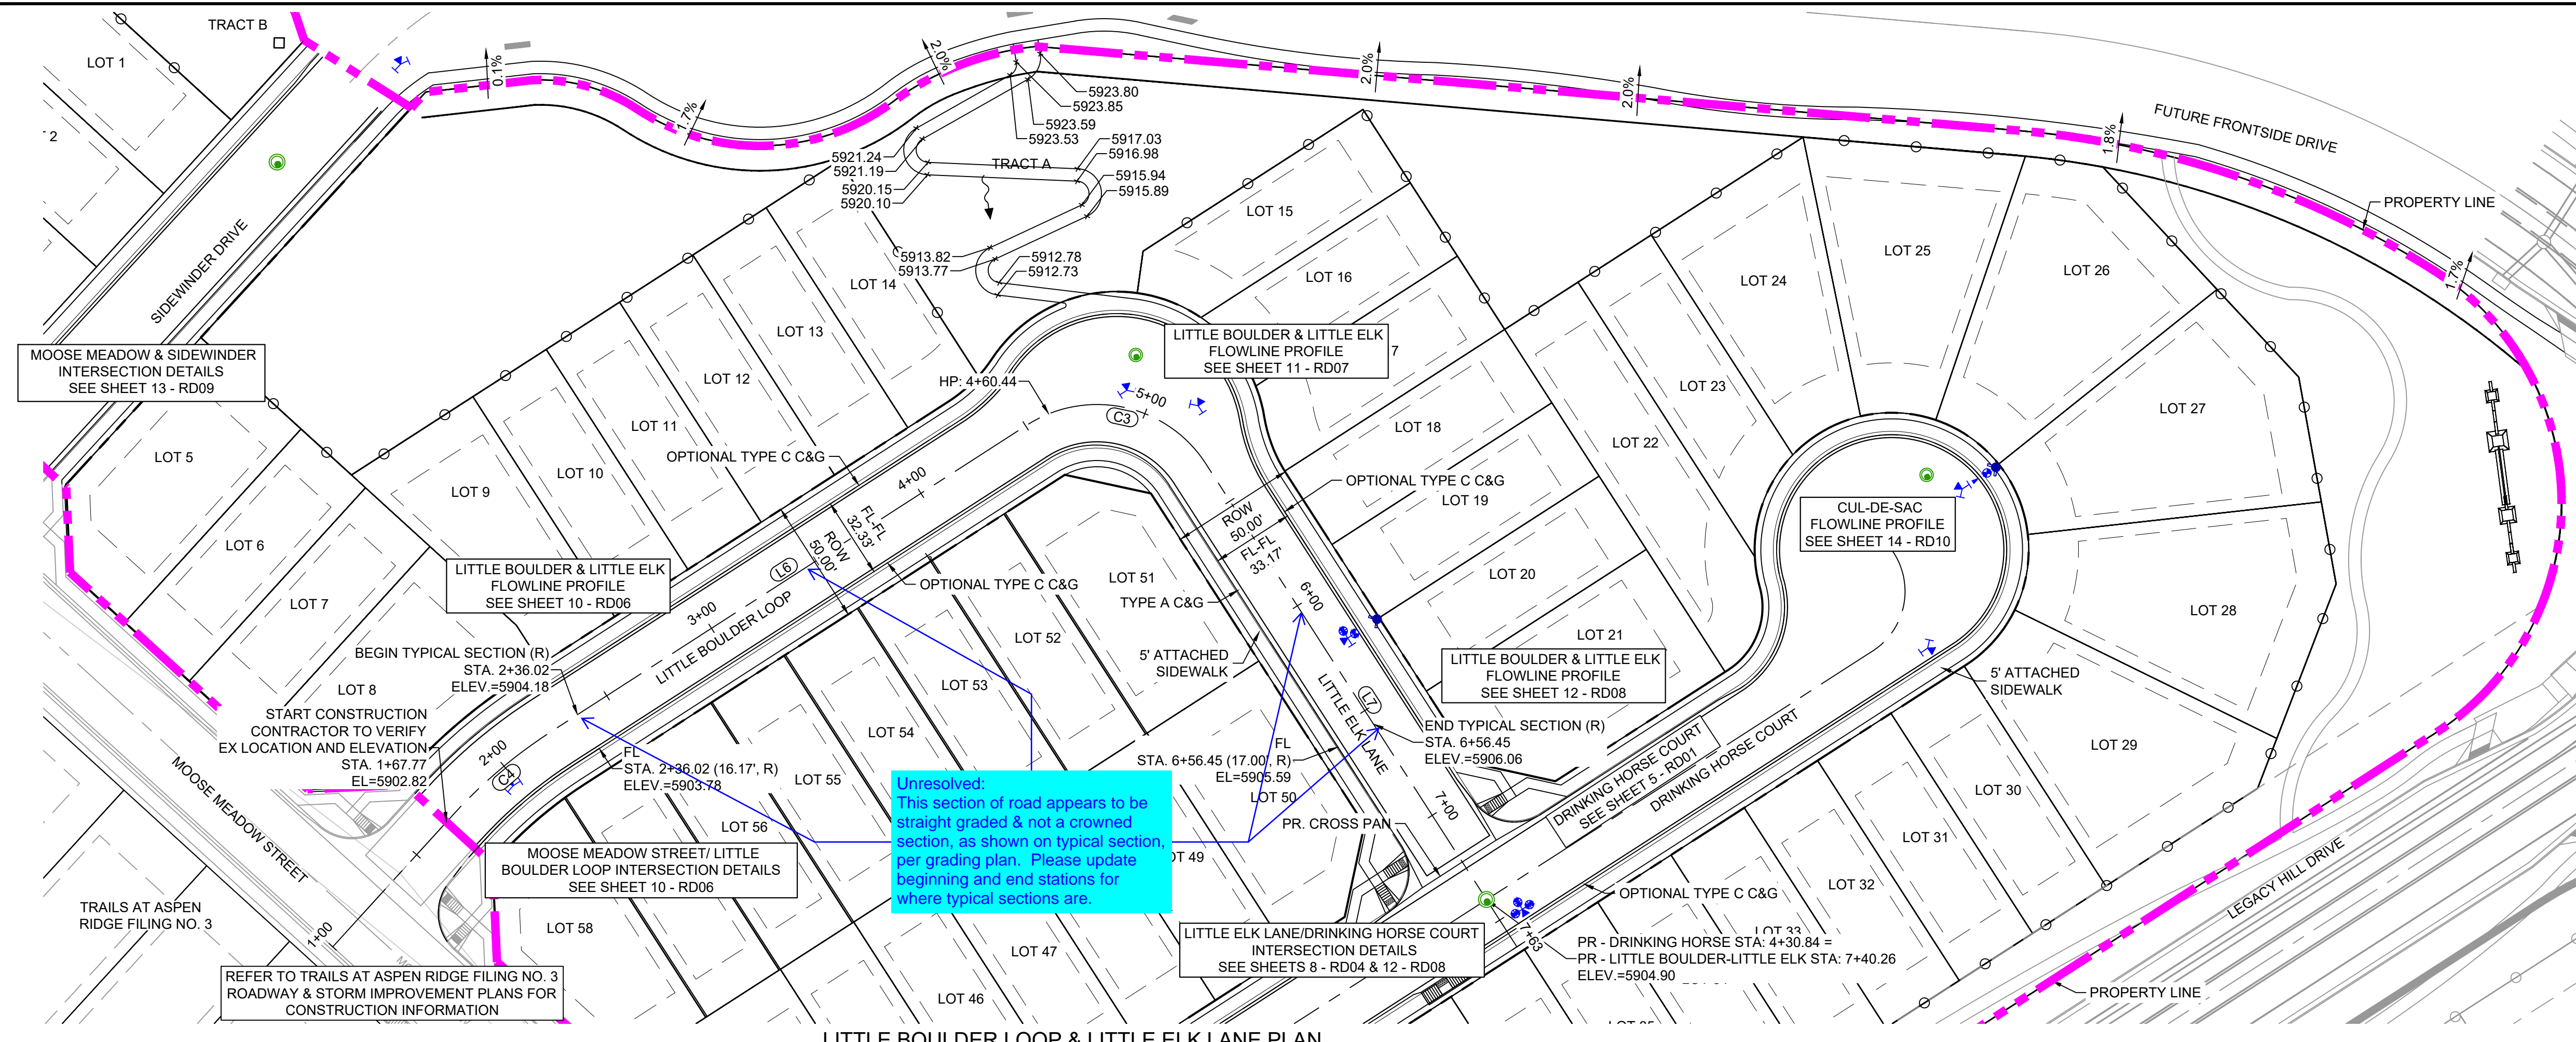 TRACT B
LOT 1
2
SIDEWINDER DRIVE
0.1%
1.7%
2.0%
2.0%
2.0%
1.8%
1.7%
5923.80
5923.85
5923.59
5923.53
5921.24
5921.19
5920.15
5920.10
TRACT A
5917.03
5916.98
5915.94
5915.89
5913.82
5913.77
5912.78
5912.73
FUTURE FRONTSIDE DRIVE
PROPERTY LINE
MOOSE MEADOW & SIDEWINDER
INTERSECTION DETAILS
SEE SHEET 13 - RD09
LOT 5
LOT 6
LOT 7
LOT 8
LOT 9
LOT 10
LOT 11
LOT 12
LOT 13
LOT 14
LOT 15
LOT 16
7
LOT 18
LOT 19
LOT 20
LOT 21
LOT 22
LOT 23
LOT 24
LOT 25
LOT 26
LOT 27
LOT 28
LOT 29
LOT 30
LOT 31
LOT 32
LOT 33
LITTLE BOULDER & LITTLE ELK
FLOWLINE PROFILE
SEE SHEET 11 - RD07
HP: 4+60.44
5+00
C3
OPTIONAL TYPE C C&G
4+00
FL-FL
32.33'
ROW
50.00'
L6
3+00
LITTLE BOULDER LOOP
OPTIONAL TYPE C C&G
LITTLE BOULDER & LITTLE ELK
FLOWLINE PROFILE
SEE SHEET 10 - RD06
BEGIN TYPICAL SECTION (R)
STA. 2+36.02
ELEV.=5904.18
START CONSTRUCTION
CONTRACTOR TO VERIFY
EX LOCATION AND ELEVATION
STA. 1+67.77
EL=5902.82
2+00
C4
FL
STA. 2+36.02 (16.17', R)
ELEV.=5903.78
MOOSE MEADOW STREET
1+00
TRAILS AT ASPEN
RIDGE FILING NO. 3
REFER TO TRAILS AT ASPEN RIDGE FILING NO. 3
ROADWAY & STORM IMPROVEMENT PLANS FOR
CONSTRUCTION INFORMATION
MOOSE MEADOW STREET/ LITTLE
BOULDER LOOP INTERSECTION DETAILS
SEE SHEET 10 - RD06
LOT 58
LOT 56
LOT 55
LOT 54
LOT 53
LOT 52
LOT 51
LOT 50
OT 49
LOT 47
LOT 46
Unresolved:
This section of road appears to be
straight graded & not a crowned
section, as shown on typical section,
per grading plan. Please update
beginning and end stations for
where typical sections are.
OPTIONAL TYPE C C&G
ROW
50.00'
FL-FL
33.17'
TYPE A C&G
5' ATTACHED
SIDEWALK
6+00
LITTLE ELK LANE
L7
FL
STA. 6+56.45 (17.00', R)
EL=5905.59
PR. CROSS PAN
7+00
LITTLE BOULDER & LITTLE ELK
FLOWLINE PROFILE
SEE SHEET 12 - RD08
END TYPICAL SECTION (R)
STA. 6+56.45
ELEV.=5906.06
DRINKING HORSE COURT
SEE SHEET 5 - RD01
DRINKING HORSE COURT
CUL-DE-SAC
FLOWLINE PROFILE
SEE SHEET 14 - RD10
5' ATTACHED
SIDEWALK
OPTIONAL TYPE C C&G
LITTLE ELK LANE/DRINKING HORSE COURT
INTERSECTION DETAILS
SEE SHEETS 8 - RD04 & 12 - RD08
7+63
PR - DRINKING HORSE STA: 4+30.84 =
PR - LITTLE BOULDER-LITTLE ELK STA: 7+40.26
ELEV.=5904.90
LEGACY HILL DRIVE
PROPERTY LINE
LITTLE BOULDER LOOP & LITTLE ELK LANE PLAN